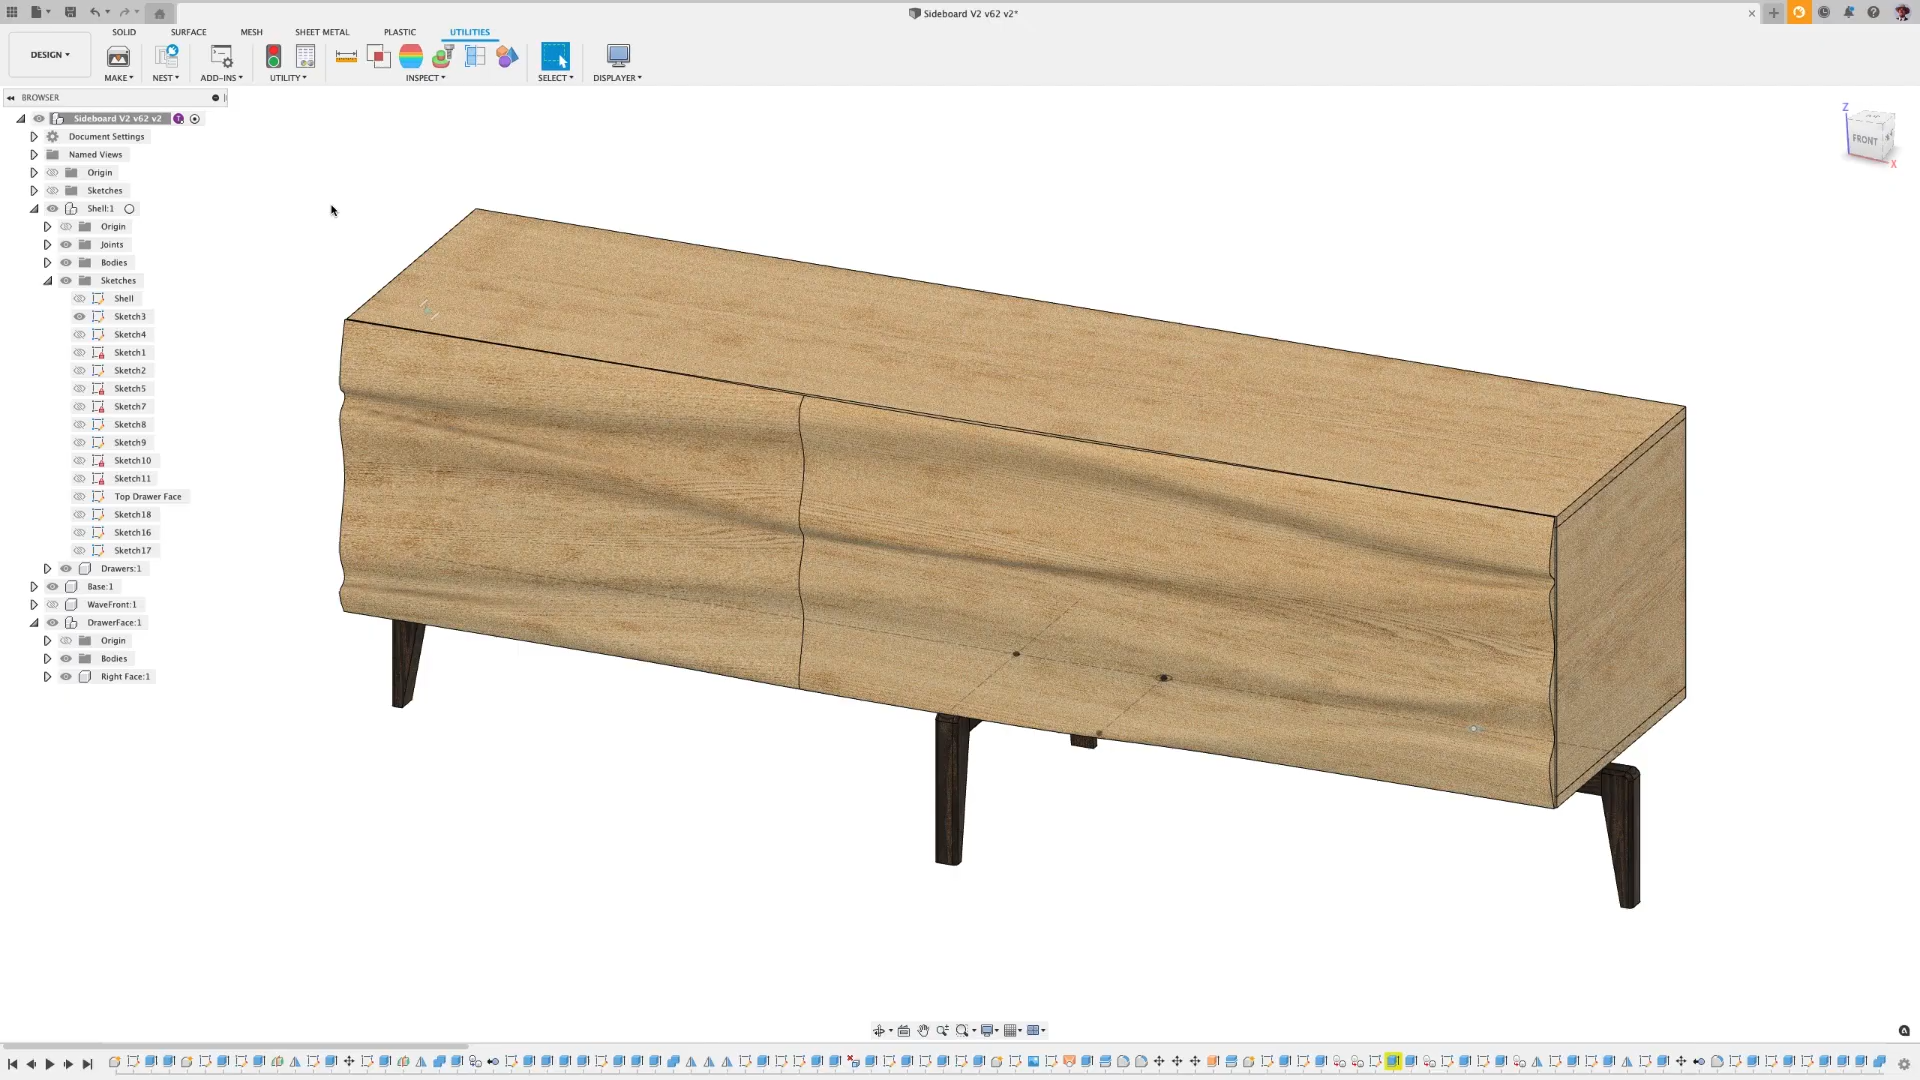 Sideboard V2 v62 v2*
SOLID SURFACE MESH SHEET METAL PLASTIC UTILITIES
DESIGN
MAKE NEST ADD-INS UTILITY INSPECT SELECT DISPLAYER
BROWSER
Sideboard V2 v62 v2
Document Settings
Named Views
Origin
Sketches
Shell:1
Origin
Joints
Bodies
Sketches
Shell
Sketch3
Sketch4
Sketch1
Sketch2
Sketch5
Sketch7
Sketch8
Sketch9
Sketch10
Sketch11
Top Drawer Face
Sketch18
Sketch16
Sketch17
Drawers:1
Base:1
WaveFront:1
DrawerFace:1
Origin
Bodies
Right Face:1
Z
FRONT
X